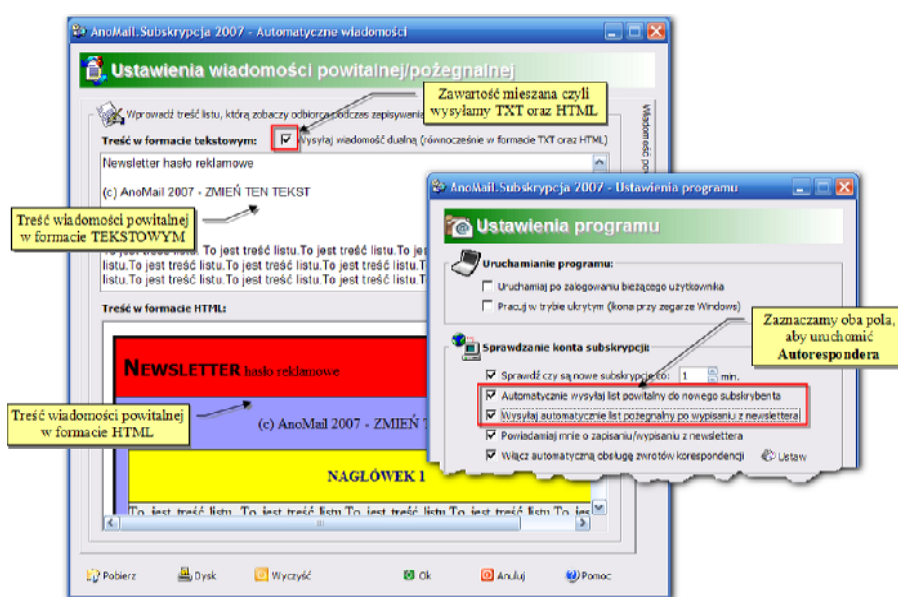 AnoMail.Subskrypcja 2007 - Automatyczne wiadomości
Ustawienia wiadomości powitalnej/pożegnalnej
Zawartość mieszana czyli
wysyłamy TXT oraz HTML
Wprowadź treść listu, którą zobaczy odbiorca podczas zapisywania
Wiadomość
Treść w formacie tekstowym:
Wysyłaj wiadomość dualną (równocześnie w formacie TXT oraz HTML)
Newsletter hasło reklamowe
(c) AnoMail 2007 - ZMIEŃ TEN TEKST
Treść wiadomości powitalnej
w formacie TEKSTOWYM
To jest treść listu. To jest treść listu.To jest treść listu.To je
listu.To jest treść listu.To jest treść listu.To jest treść listu.T
listu.To jest treść listu.To jest treść listu.To jest treść listu.T
Treść w formacie HTML:
NEWSLETTER hasło reklamowe
Treść wiadomości powitalnej
w formacie HTML
(c) AnoMail 2007 - ZMIEŃ T
NAGŁÓWEK 1
To jest treść listu. To jest treść listu.To jest treść listu.To jes
Pobierz
Dysk
Wyczyść
Ok
Anuluj
Pomoc
AnoMail.Subskrypcja 2007 - Ustawienia programu
Ustawienia programu
Uruchamianie programu:
Uruchamiaj po zalogowaniu bieżącego użytkownika
Pracuj w trybie ukrytym (ikona przy zegarze Windows)
Zaznaczamy oba pola,
aby uruchomić
Autorespondera
Sprawdzanie konta subskrypcji:
Sprawdź czy są nowe subskrypcje co: 1 min.
Automatycznie wysyłaj list powitalny do nowego subskrybenta
Wysyłaj automatycznie list pożegnalny po wypisaniu z newslettera
Powiadamiaj mnie o zapisaniu/wypisaniu z newslettera
Włącz automatyczną obsługę zwrotów korespondencji
Ustaw